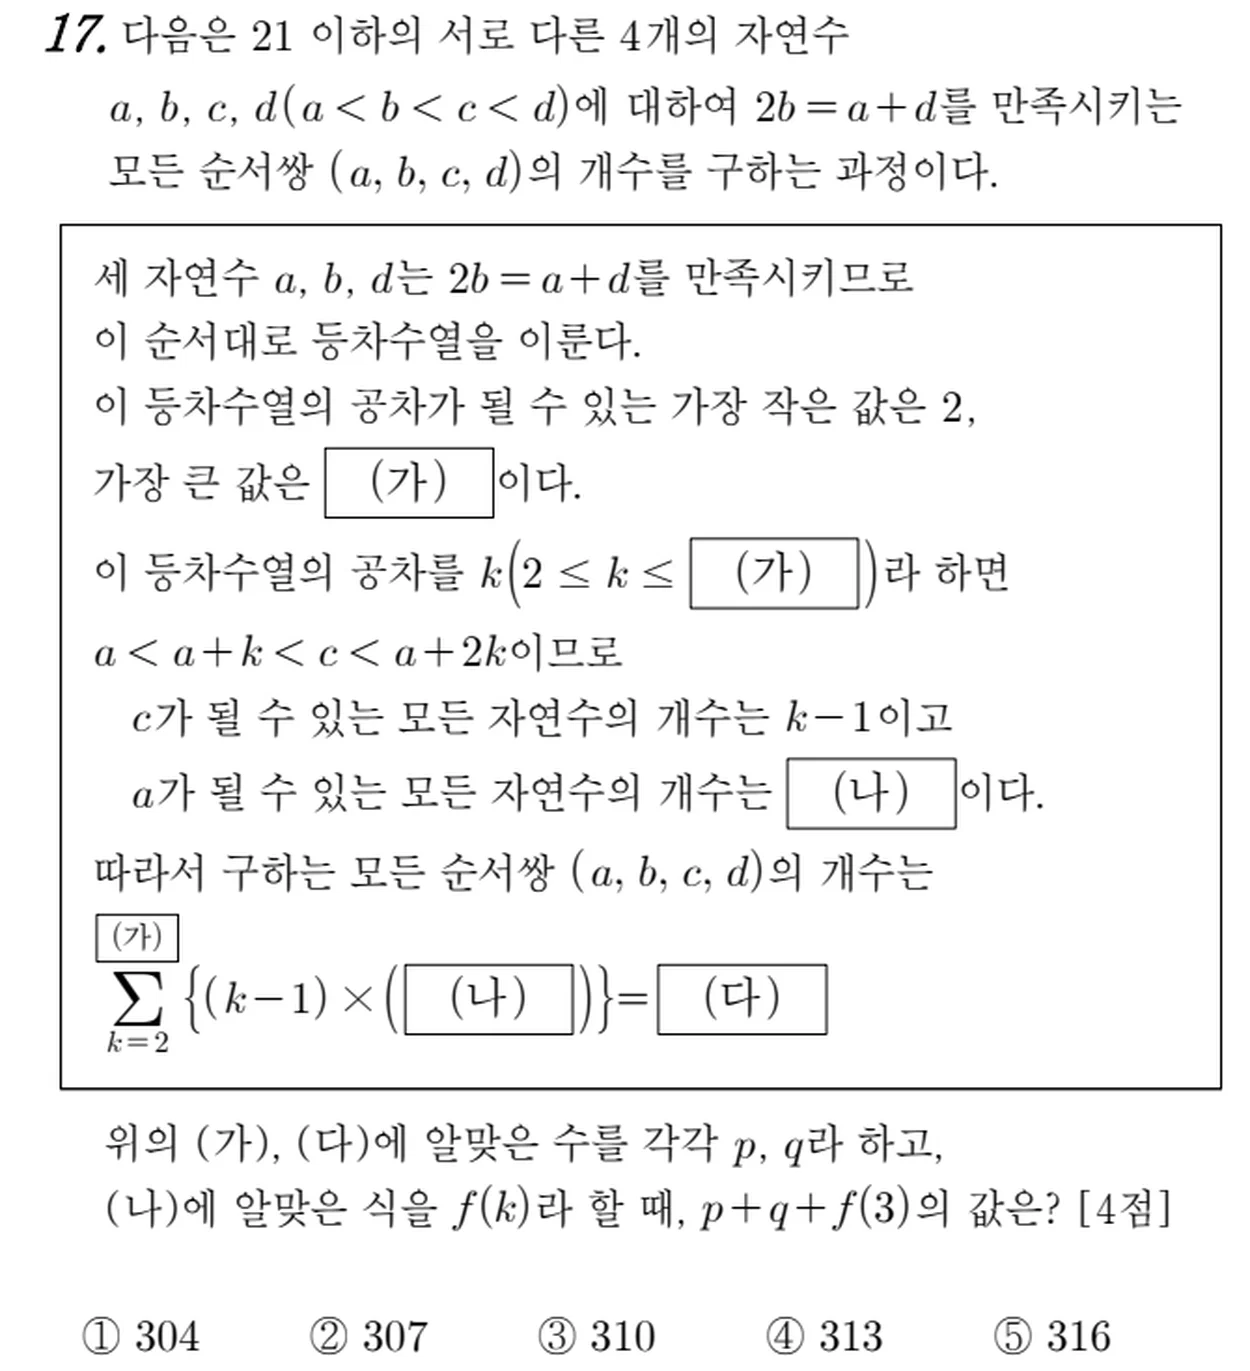 17. 다음은 21 이하의 서로 다른 4개의 자연수
a, b, c, d(a < b < c < d)에 대하여 2b = a + d를 만족시키는
모든 순서쌍 (a, b, c, d)의 개수를 구하는 과정이다.
세 자연수 a, b, d는 2b = a + d를 만족시키므로
이 순서대로 등차수열을 이룬다.
이 등차수열의 공차가 될 수 있는 가장 작은 값은 2,
가장 큰 값은 (가) 이다.
이 등차수열의 공차를 k(2 ≤ k ≤ (가) )라 하면
a < a + k < c < a + 2k이므로
c가 될 수 있는 모든 자연수의 개수는 k − 1이고
a가 될 수 있는 모든 자연수의 개수는 (나) 이다.
따라서 구하는 모든 순서쌍 (a, b, c, d)의 개수는
(가)
∑ {(k − 1) × ( (나) )} = (다)
k = 2
위의 (가), (다)에 알맞은 수를 각각 p, q라 하고,
(나)에 알맞은 식을 f(k)라 할 때, p + q + f(3)의 값은? [4점]
① 304 ② 307 ③ 310 ④ 313 ⑤ 316